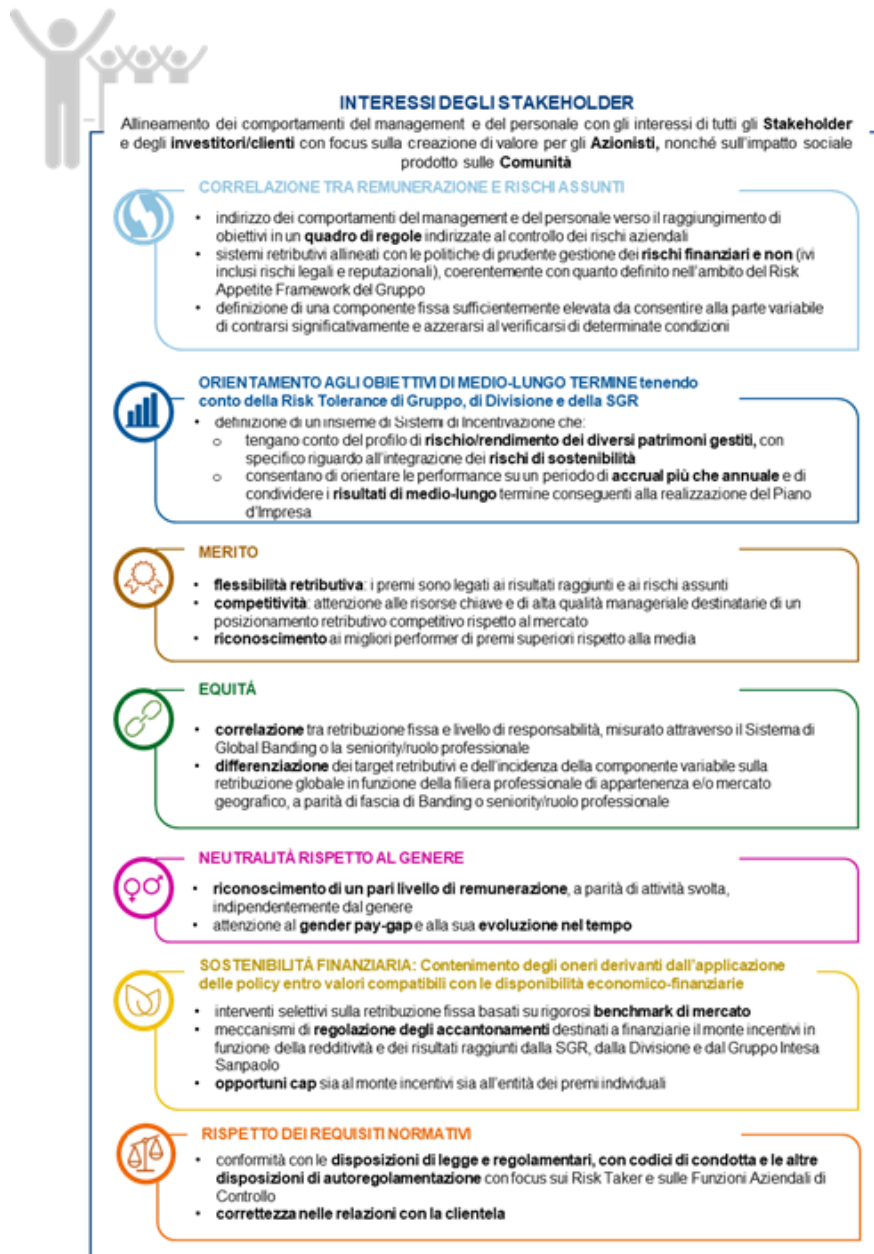 INTERESSI DEGLI STAKEHOLDER
Allineamento dei comportamenti del management e del personale con gli interessi di tutti gli Stakeholder
e degli investitori/clienti con focus sulla creazione di valore per gli Azionisti, nonché sull'impatto sociale
prodotto sulle Comunità
CORRELAZIONE TRA REMUNERAZIONE E RISCHI ASSUNTI
• indirizzo dei comportamenti del management e del personale verso il raggiungimento di
obiettivi in un quadro di regole indirizzate al controllo dei rischi aziendali
• sistemi retributivi allineati con le politiche di prudente gestione dei rischi finanziari e non (ivi
inclusi rischi legali e reputazionali), coerentemente con quanto definito nell'ambito del Risk
Appetite Framework del Gruppo
• definizione di una componente fissa sufficientemente elevata da consentire alla parte variabile
di contrarsi significativamente e azzerarsi al verificarsi di determinate condizioni
ORIENTAMENTO AGLI OBIETTIVI DI MEDIO-LUNGO TERMINE tenendo
conto della Risk Tolerance di Gruppo, di Divisione e della SGR
• definizione di un insieme di Sistemi di Incentivazione che:
o tengano conto del profilo di rischio/rendimento dei diversi patrimoni gestiti, con
specifico riguardo all'integrazione dei rischi di sostenibilità
o consentano di orientare le performance su un periodo di accrual più che annuale e di
condividere i risultati di medio-lungo termine conseguenti alla realizzazione del Piano
d'Impresa
MERITO
• flessibilità retributiva: i premi sono legati ai risultati raggiunti e ai rischi assunti
• competitività: attenzione alle risorse chiave e di alta qualità manageriale destinatarie di un
posizionamento retributivo competitivo rispetto al mercato
• riconoscimento ai migliori performer di premi superiori rispetto alla media
EQUITÁ
• correlazione tra retribuzione fissa e livello di responsabilità, misurato attraverso il Sistema di
Global Banding o la seniority/ruolo professionale
• differenziazione dei target retributivi e dell'incidenza della componente variabile sulla
retribuzione globale in funzione della filiera professionale di appartenenza e/o mercato
geografico, a parità di fascia di Banding o seniority/ruolo professionale
NEUTRALITÁ RISPETTO AL GENERE
• riconoscimento di un pari livello di remunerazione, a parità di attività svolta,
indipendentemente dal genere
• attenzione al gender pay-gap e alla sua evoluzione nel tempo
SOSTENIBILITÁ FINANZIARIA: Contenimento degli oneri derivanti dall'applicazione
delle policy entro valori compatibili con le disponibilità economico-finanziarie
• interventi selettivi sulla retribuzione fissa basati su rigorosi benchmark di mercato
• meccanismi di regolazione degli accantonamenti destinati a finanziarie il monte incentivi in
funzione della redditività e dei risultati raggiunti dalla SGR, dalla Divisione e dal Gruppo Intesa
Sanpaolo
• opportuni cap sia al monte incentivi sia all'entità dei premi individuali
RISPETTO DEI REQUISITI NORMATIVI
• conformità con le disposizioni di legge e regolamentari, con codici di condotta e le altre
disposizioni di autoregolamentazione con focus sui Risk Taker e sulle Funzioni Aziendali di
Controllo
• correttezza nelle relazioni con la clientela